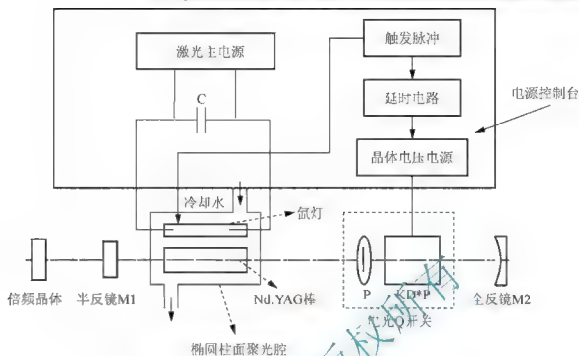 激光主电源
触发脉冲
C
延时电路
电源控制台
晶体电压电源
冷却水
氙灯
倍频晶体
半反镜M1
Nd.YAG棒
P
KD*P
全反镜M2
电光Q开关
椭圆柱面聚光腔